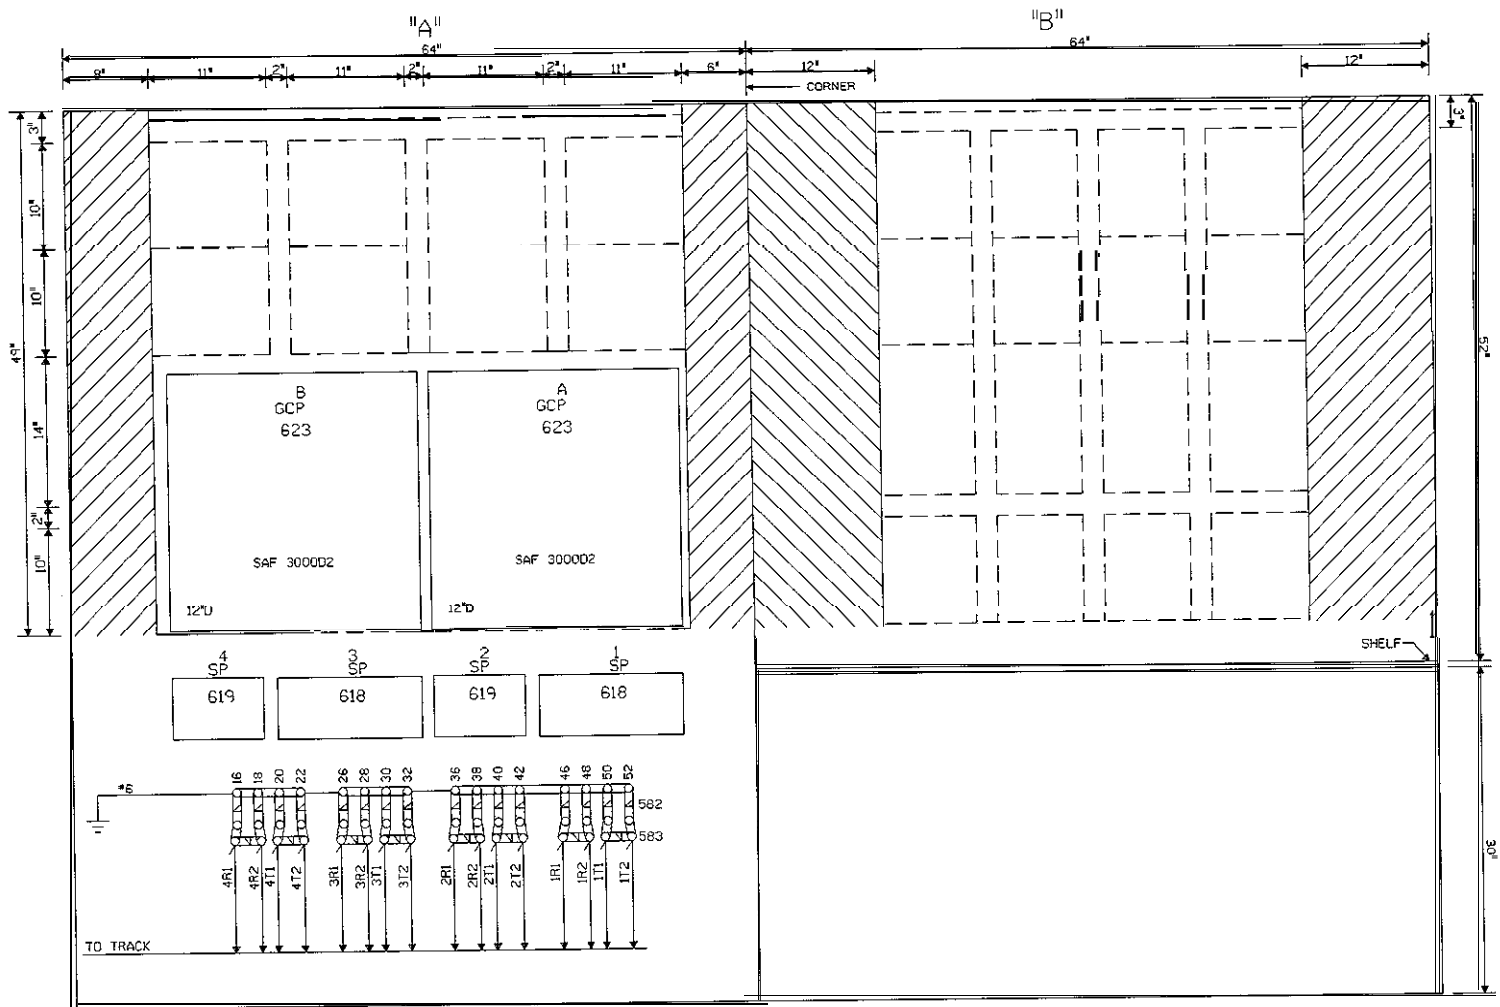 "A"
"B"
64"
64"
8"
11"
2"
11"
2"
11"
2"
11"
6"
12"
12"
CORNER
3"
3"
10"
10"
49"
52"
14"
2"
10"
B
GCP
623
A
GCP
623
SAF 3000D2
SAF 3000D2
12"D
12"D
SHELF
4
SP
619
3
SP
618
2
SP
619
1
SP
618
30"
#6
16
18
20
22
26
28
30
32
36
38
40
42
46
48
50
52
582
583
4R1
4R2
4T1
4T2
3R1
3R2
3T1
3T2
2R1
2R2
2T1
2T2
1R1
1R2
1T1
1T2
TO TRACK